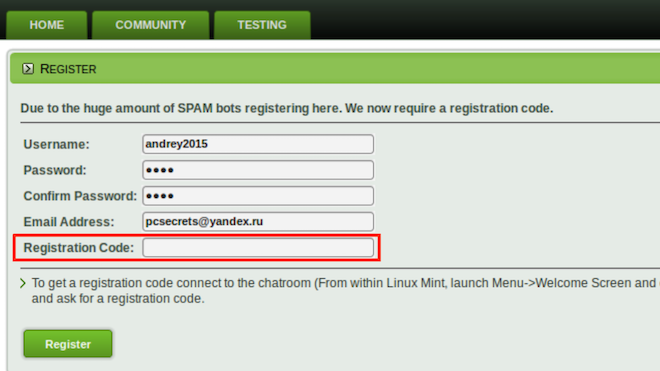 HOME COMMUNITY TESTING
REGISTER
Due to the huge amount of SPAM bots registering here. We now require a registration code.
Username: andrey2015
Password: ●●●●
Confirm Password: ●●●●
Email Address: pcsecrets@yandex.ru
Registration Code:
To get a registration code connect to the chatroom (From within Linux Mint, launch Menu->Welcome Screen and
and ask for a registration code.
Register